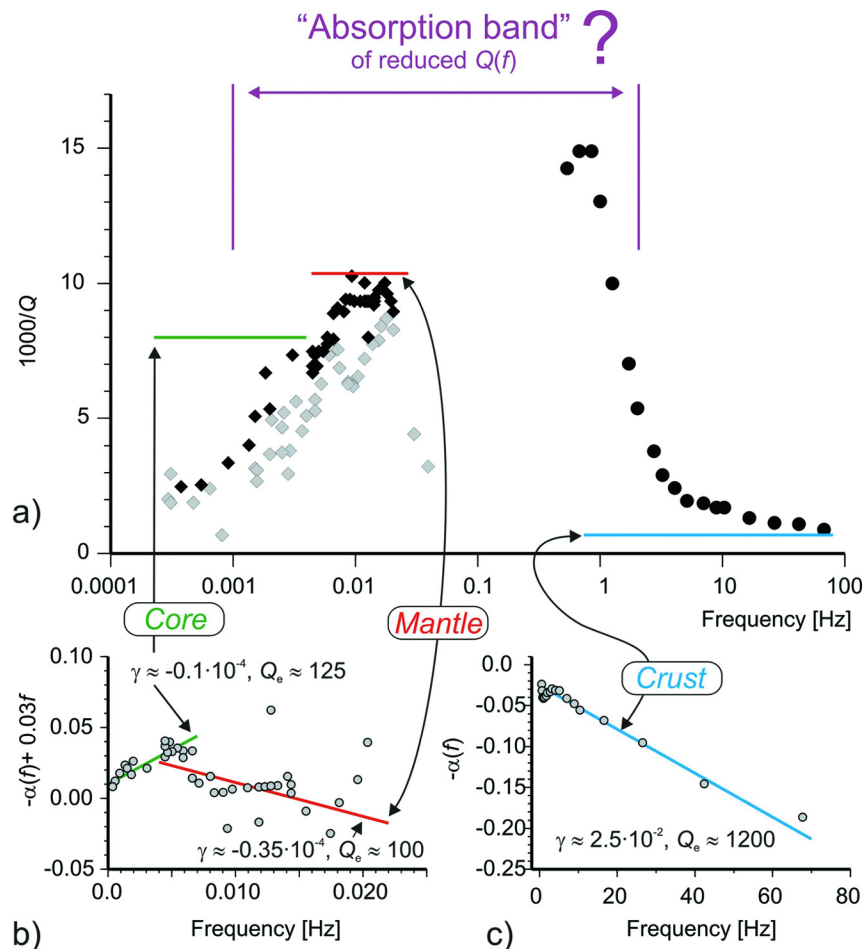 “Absorption band” ?
of reduced Q(f)
15
10
5
0
1000/Q
a)
0.0001 0.001 0.01 0.1 1 10 100
Frequency [Hz]
Core
Mantle
Crust
0.10
0.05
0.00
-0.05
-α(f)+ 0.03f
γ ≈ -0.1·10⁻⁴, Qₑ ≈ 125
γ ≈ -0.35·10⁻⁴, Qₑ ≈ 100
0.0 0.010 0.020
Frequency [Hz]
b)
-0.0
-0.05
-0.10
-0.15
-0.20
-0.25
-α(f)
γ ≈ 2.5·10⁻², Qₑ ≈ 1200
0 20 40 60 80
Frequency [Hz]
c)